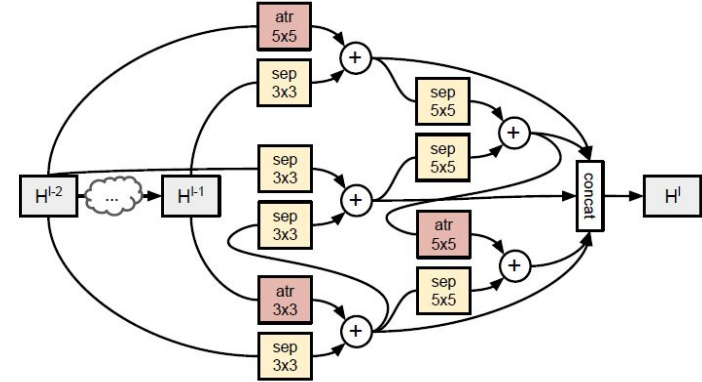 atr
5x5
+
sep
3x3
sep
5x5
+
sep
5x5
sep
3x3
H^{l-2}
...
H^{l-1}
+
concat
H^l
sep
3x3
atr
5x5
+
sep
5x5
atr
3x3
+
sep
3x3